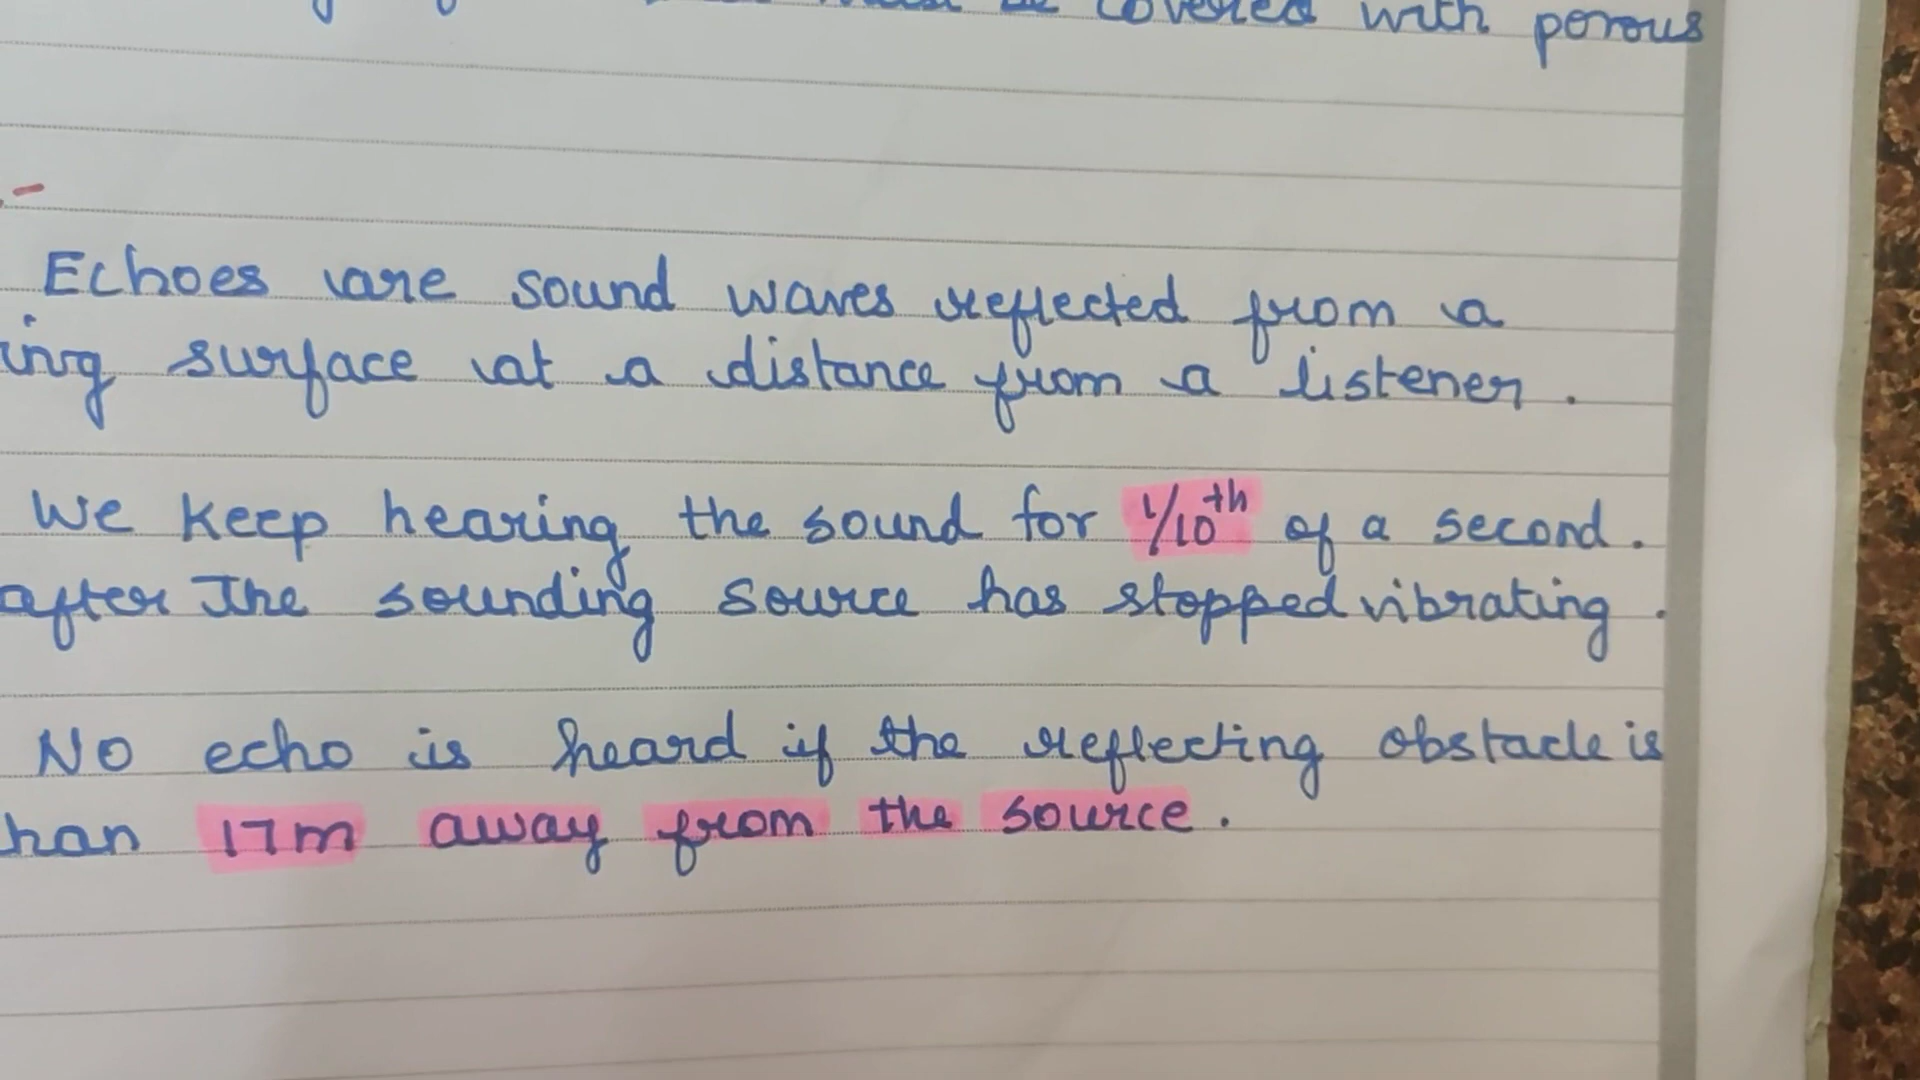 covered with porous
Echoes are sound waves reflected from a
ing surface at a distance from a listener.
We keep hearing the sound for 1/10th of a second.
after The sounding source has stopped vibrating.
No echo is heard if the reflecting obstacle is
han 17m away from the source.